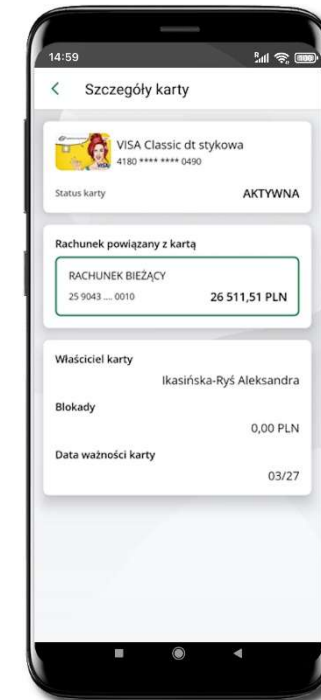 14:59
Szczegóły karty
VISA Classic dt stykowa
4180 **** **** 0490
Status karty AKTYWNA
Rachunek powiązany z kartą
RACHUNEK BIEŻĄCY
25 9043 .... 0010 26 511,51 PLN
Właściciel karty
Ikasińska-Ryś Aleksandra
Blokady
0,00 PLN
Data ważności karty
03/27